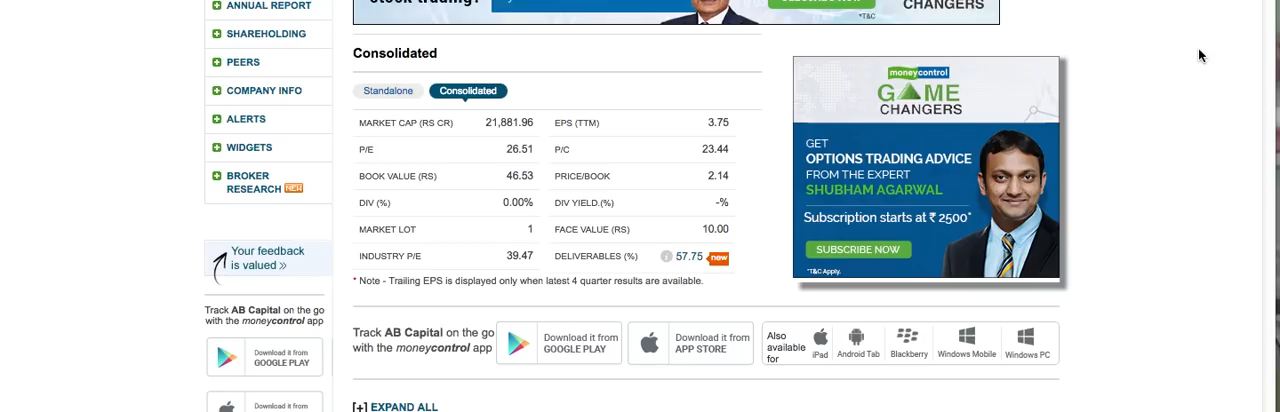 ANNUAL REPORT
SHAREHOLDING
PEERS
COMPANY INFO
ALERTS
WIDGETS
BROKER
RESEARCH NEW
Your feedback
is valued »
Track AB Capital on the go
with the moneycontrol app
Download it from
GOOGLE PLAY
Download it from
*T&C
CHANGERS
Consolidated
Standalone Consolidated
MARKET CAP (RS CR) 21,881.96 EPS (TTM) 3.75
P/E 26.51 P/C 23.44
BOOK VALUE (RS) 46.53 PRICE/BOOK 2.14
DIV (%) 0.00% DIV YIELD.(%) -%
MARKET LOT 1 FACE VALUE (RS) 10.00
INDUSTRY P/E 39.47 DELIVERABLES (%) i 57.75 new
* Note - Trailing EPS is displayed only when latest 4 quarter results are available.
moneycontrol
GAME
CHANGERS
GET
OPTIONS TRADING ADVICE
FROM THE EXPERT
SHUBHAM AGARWAL
Subscription starts at ₹ 2500*
SUBSCRIBE NOW
*T&C Apply.
Track AB Capital on the go
with the moneycontrol app
Download it from
GOOGLE PLAY
Download it from
APP STORE
Also
available
for
iPad
Android Tab
Blackberry
Windows Mobile
Windows PC
[+] EXPAND ALL